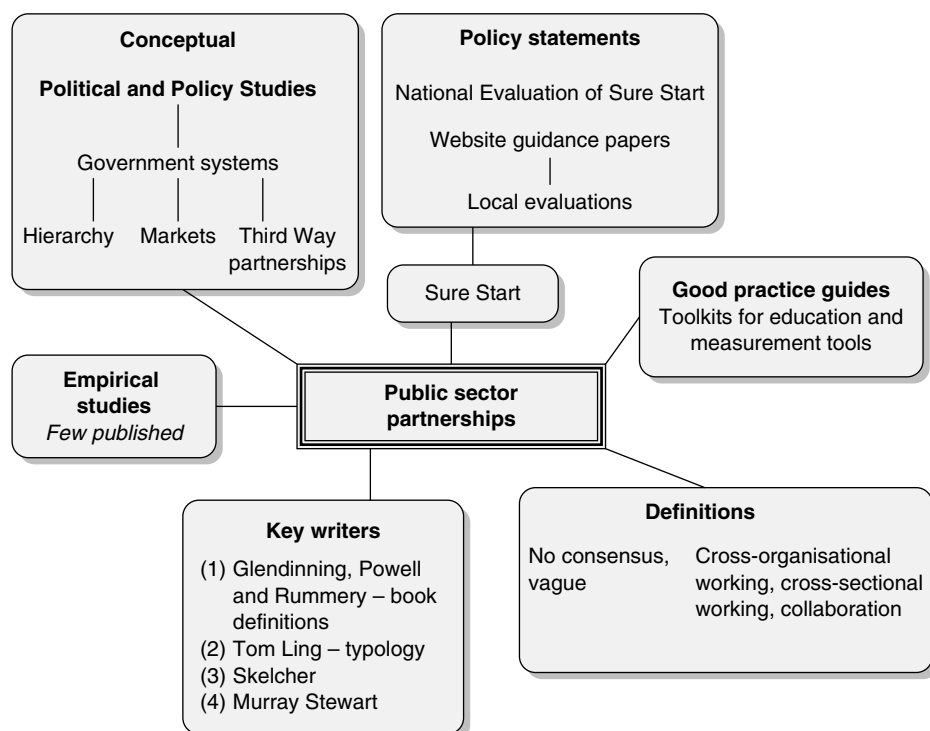 Conceptual
Political and Policy Studies
Government systems
Hierarchy Markets Third Way
partnerships
Policy statements
National Evaluation of Sure Start
Website guidance papers
Local evaluations
Sure Start
Good practice guides
Toolkits for education and
measurement tools
Empirical
studies
Few published
Public sector
partnerships
Key writers
(1) Glendinning, Powell
and Rummery – book
definitions
(2) Tom Ling – typology
(3) Skelcher
(4) Murray Stewart
Definitions
No consensus,
vague
Cross-organisational
working, cross-sectional
working, collaboration